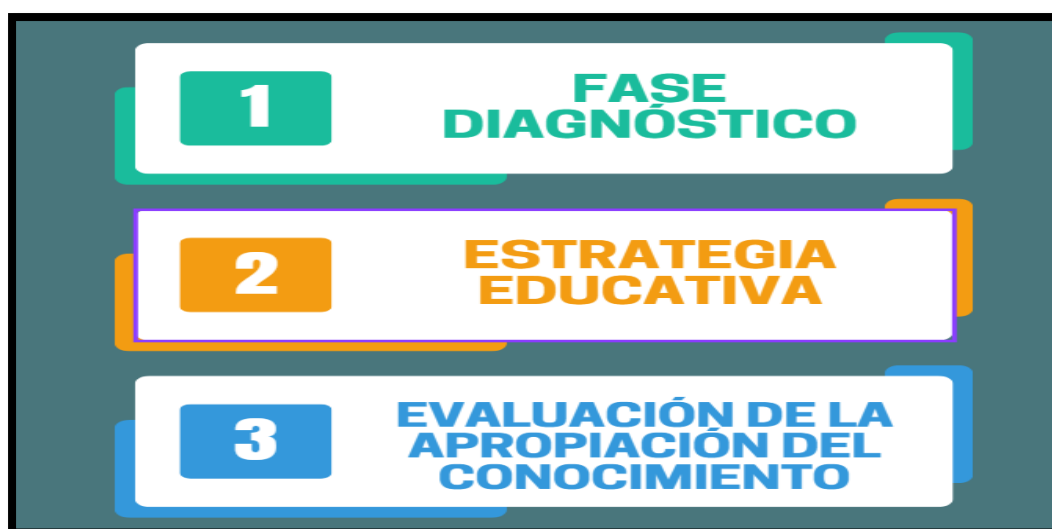 1
FASE
DIAGNÓSTICO
2
ESTRATEGIA
EDUCATIVA
3
EVALUACIÓN DE LA
APROPIACIÓN DEL
CONOCIMIENTO